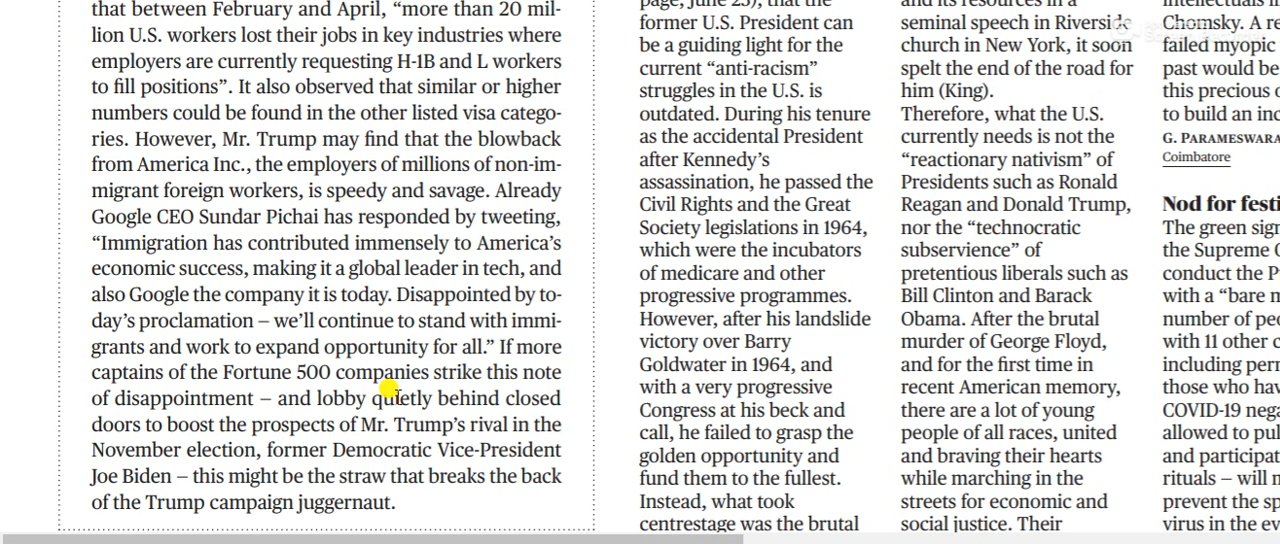 that between February and April, “more than 20 mil-
lion U.S. workers lost their jobs in key industries where
employers are currently requesting H-1B and L workers
to fill positions”. It also observed that similar or higher
numbers could be found in the other listed visa catego-
ries. However, Mr. Trump may find that the blowback
from America Inc., the employers of millions of non-im-
migrant foreign workers, is speedy and savage. Already
Google CEO Sundar Pichai has responded by tweeting,
“Immigration has contributed immensely to America’s
economic success, making it a global leader in tech, and
also Google the company it is today. Disappointed by to-
day’s proclamation – we’ll continue to stand with immi-
grants and work to expand opportunity for all.” If more
captains of the Fortune 500 companies strike this note
of disappointment – and lobby quietly behind closed
doors to boost the prospects of Mr. Trump’s rival in the
November election, former Democratic Vice-President
Joe Biden – this might be the straw that breaks the back
of the Trump campaign juggernaut.
page, June 23), that the
former U.S. President can
be a guiding light for the
current “anti-racism”
struggles in the U.S. is
outdated. During his tenure
as the accidental President
after Kennedy’s
assassination, he passed the
Civil Rights and the Great
Society legislations in 1964,
which were the incubators
of medicare and other
progressive programmes.
However, after his landslide
victory over Barry
Goldwater in 1964, and
with a very progressive
Congress at his beck and
call, he failed to grasp the
golden opportunity and
fund them to the fullest.
Instead, what took
centrestage was the brutal
and its resources in a
seminal speech in Riverside
church in New York, it soon
spelt the end of the road for
him (King).
Therefore, what the U.S.
currently needs is not the
“reactionary nativism” of
Presidents such as Ronald
Reagan and Donald Trump,
nor the “technocratic
subservience” of
pretentious liberals such as
Bill Clinton and Barack
Obama. After the brutal
murder of George Floyd,
and for the first time in
recent American memory,
there are a lot of young
people of all races, united
and braving their hearts
while marching in the
streets for economic and
social justice. Their
Chomsky. A re
failed myopic
past would be
this precious
to build an inc
G. PARAMESWARA
Coimbatore
Nod for festi
The green sign
the Supreme
conduct the P
with a “bare
number of peo
with 11 other
including perm
those who hav
COVID-19 nega
allowed to pul
and participat
rituals – will
prevent the sp
virus in the ev